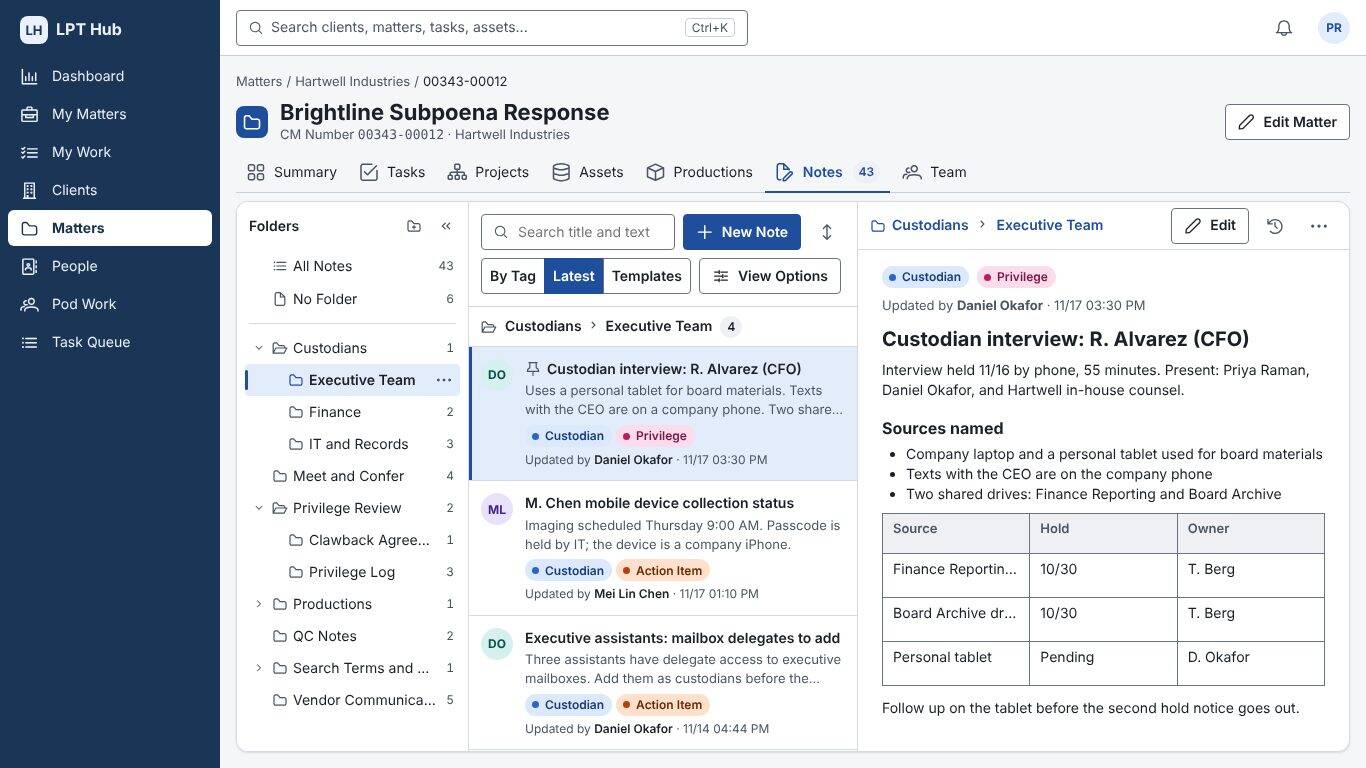 LH LPT Hub
Dashboard
My Matters
My Work
Clients
Matters
People
Pod Work
Task Queue
Search clients, matters, tasks, assets... Ctrl+K
PR
Matters / Hartwell Industries / 00343-00012
Brightline Subpoena Response
CM Number 00343-00012 · Hartwell Industries
Edit Matter
Summary Tasks Projects Assets Productions Notes 43 Team
Folders
All Notes 43
No Folder 6
Custodians 1
Executive Team
Finance 2
IT and Records 3
Meet and Confer 4
Privilege Review 2
Clawback Agree... 1
Privilege Log 3
Productions 1
QC Notes 2
Search Terms and ... 1
Vendor Communica... 5
Search title and text New Note
By Tag Latest Templates View Options
Custodians > Executive Team 4
DO
Custodian interview: R. Alvarez (CFO)
Uses a personal tablet for board materials. Texts
with the CEO are on a company phone. Two share...
Custodian Privilege
Updated by Daniel Okafor · 11/17 03:30 PM
ML
M. Chen mobile device collection status
Imaging scheduled Thursday 9:00 AM. Passcode is
held by IT; the device is a company iPhone.
Custodian Action Item
Updated by Mei Lin Chen · 11/17 01:10 PM
DO
Executive assistants: mailbox delegates to add
Three assistants have delegate access to executive
mailboxes. Add them as custodians before the...
Custodian Action Item
Updated by Daniel Okafor · 11/14 04:44 PM
Custodians > Executive Team Edit
Custodian Privilege
Updated by Daniel Okafor · 11/17 03:30 PM
Custodian interview: R. Alvarez (CFO)
Interview held 11/16 by phone, 55 minutes. Present: Priya Raman,
Daniel Okafor, and Hartwell in-house counsel.
Sources named
• Company laptop and a personal tablet used for board materials
• Texts with the CEO are on the company phone
• Two shared drives: Finance Reporting and Board Archive
Source Hold Owner
Finance Reportin... 10/30 T. Berg
Board Archive dr... 10/30 T. Berg
Personal tablet Pending D. Okafor
Follow up on the tablet before the second hold notice goes out.